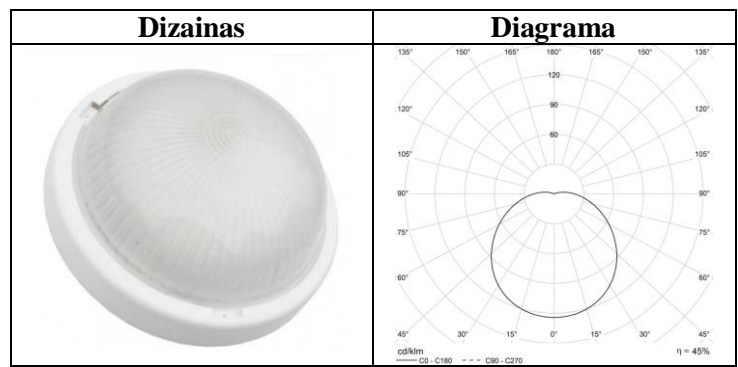 Dizainas Diagrama
135° 150° 165° 180° 165° 150° 135°
120
120° 90 120°
60
105° 105°
90° 90°
75° 75°
60° 60°
45° 30° 15° 0° 15° 30° 45°
cd/klm η = 45%
C0 - C180 C90 - C270